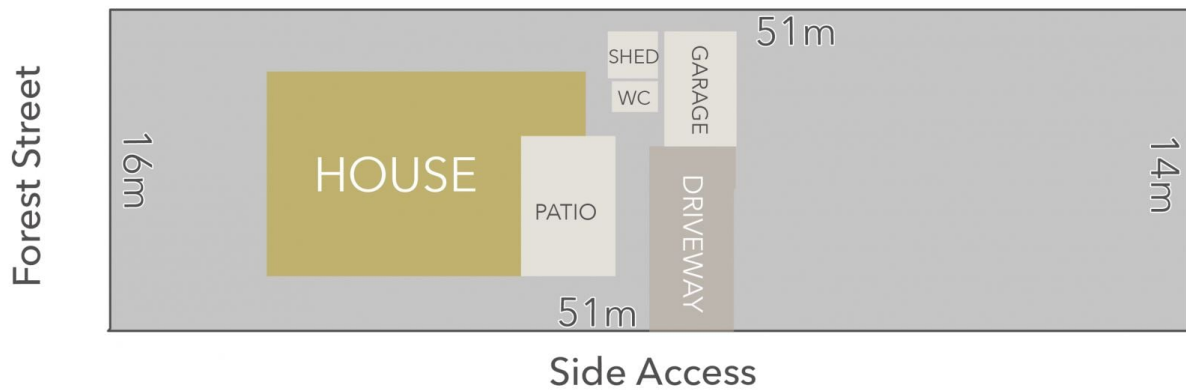 51m
SHED
GARAGE
WC
Forest Street
16m
HOUSE
14m
PATIO
DRIVEWAY
51m
Side Access